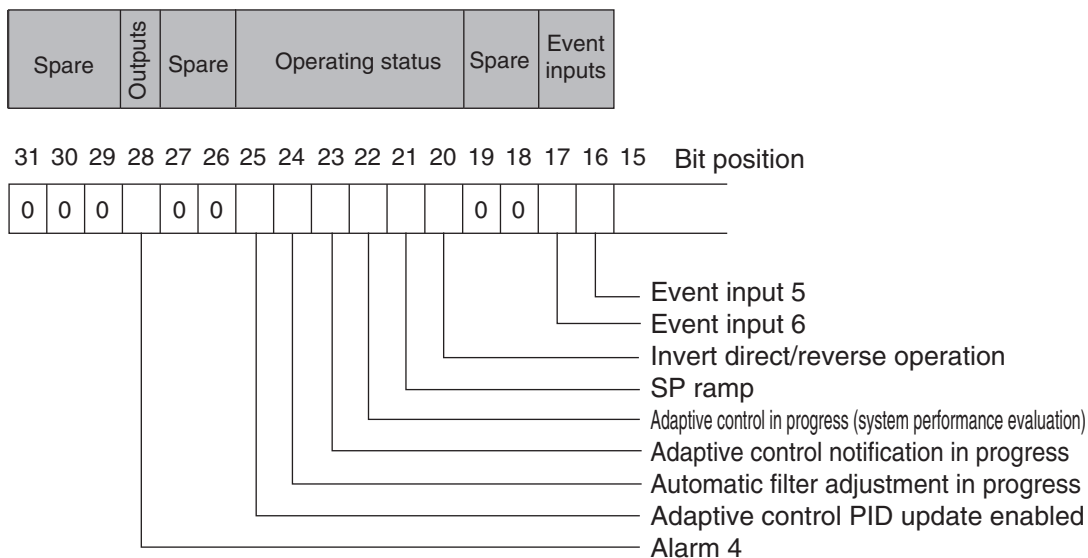 Spare Outputs Spare Operating status Spare Event inputs
31 30 29 28 27 26 25 24 23 22 21 20 19 18 17 16 15 Bit position
0 0 0 0 0 0 0
Event input 5
Event input 6
Invert direct/reverse operation
SP ramp
Adaptive control in progress (system performance evaluation)
Adaptive control notification in progress
Automatic filter adjustment in progress
Adaptive control PID update enabled
Alarm 4